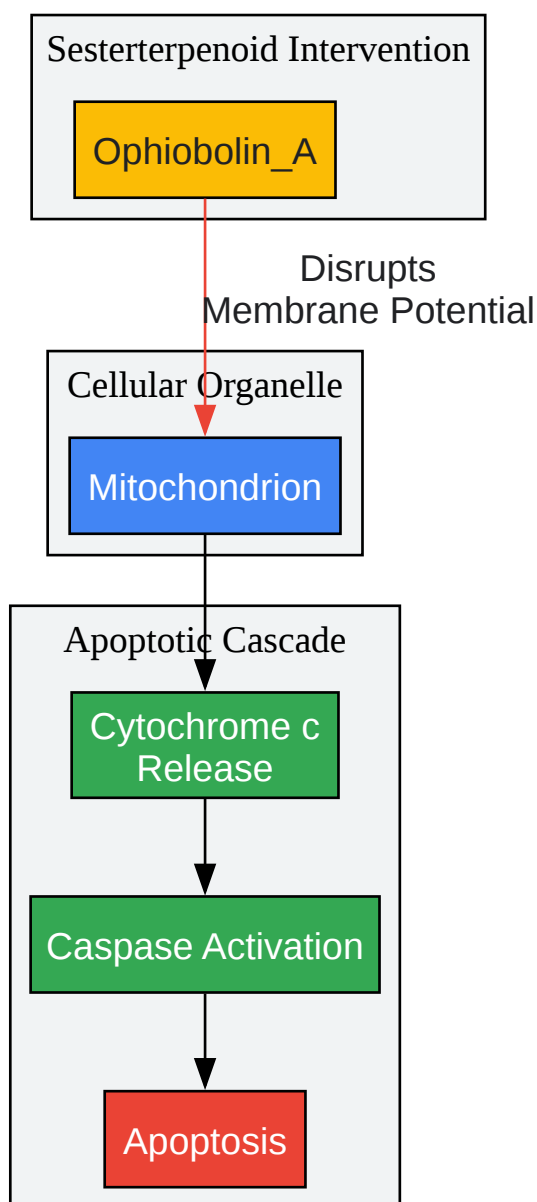 Sesterterpenoid Intervention
Ophiobolin_A
Disrupts
Membrane Potential
Cellular Organelle
Mitochondrion
Apoptotic Cascade
Cytochrome c
Release
Caspase Activation
Apoptosis